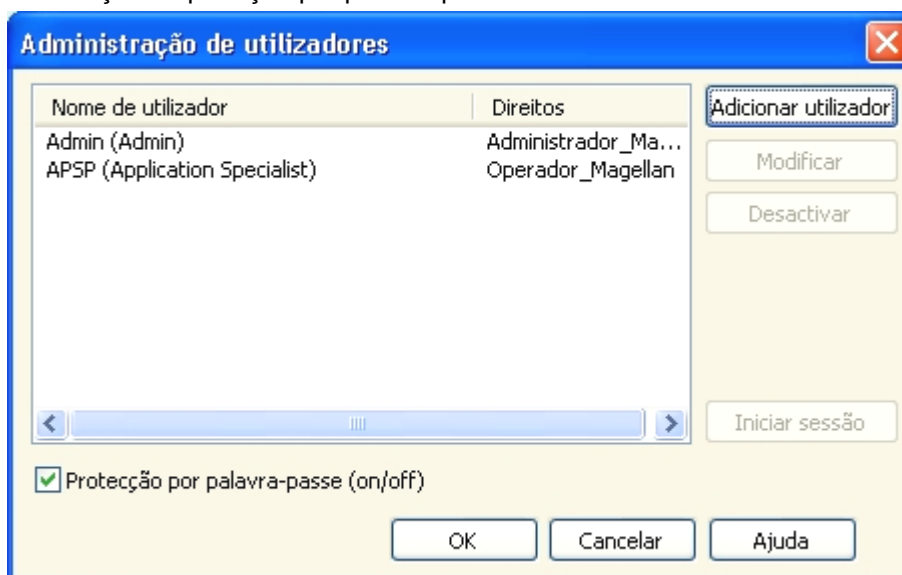 Administração de utilizadores
Nome de utilizador Direitos
Admin (Admin) Administrador_Ma...
APSP (Application Specialist) Operador_Magellan
Adicionar utilizador
Modificar
Desactivar
Iniciar sessão
Protecção por palavra-passe (on/off)
OK Cancelar Ajuda